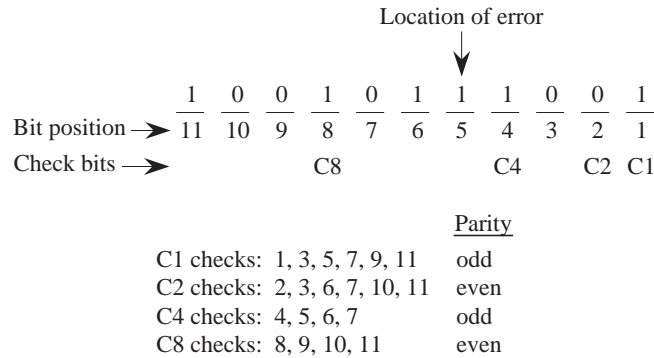 Location of error
1 0 0 1 0 1 1 1 0 0 1
Bit position 11 10 9 8 7 6 5 4 3 2 1
Check bits C8 C4 C2 C1
Parity
C1 checks: 1, 3, 5, 7, 9, 11 odd
C2 checks: 2, 3, 6, 7, 10, 11 even
C4 checks: 4, 5, 6, 7 odd
C8 checks: 8, 9, 10, 11 even